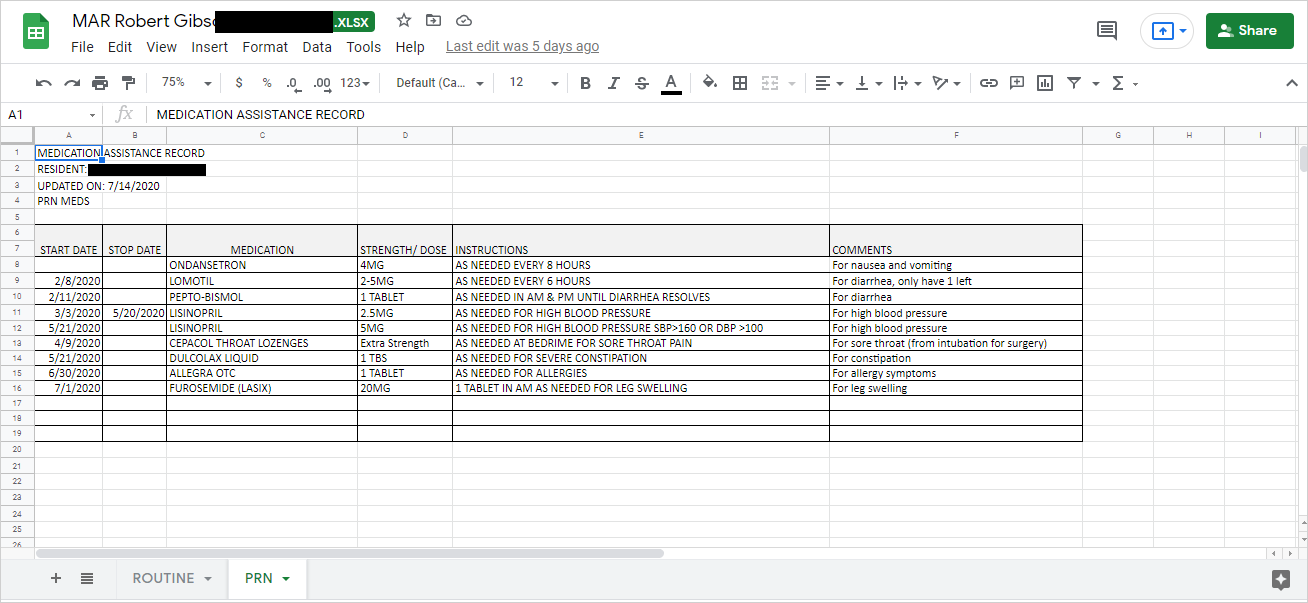 MAR Robert Gibs .XLSX
File Edit View Insert Format Data Tools Help Last edit was 5 days ago
Share
75% $ % .0 .00 123 Default (Ca... 12 B I S A
A1 fx MEDICATION ASSISTANCE RECORD
A B C D E F G H I
1 MEDICATION ASSISTANCE RECORD
2 RESIDENT:
3 UPDATED ON: 7/14/2020
4 PRN MEDS
5
6
7 START DATE STOP DATE MEDICATION STRENGTH/ DOSE INSTRUCTIONS COMMENTS
8 ONDANSETRON 4MG AS NEEDED EVERY 8 HOURS For nausea and vomiting
9 2/8/2020 LOMOTIL 2-5MG AS NEEDED EVERY 6 HOURS For diarrhea, only have 1 left
10 2/11/2020 PEPTO-BISMOL 1 TABLET AS NEEDED IN AM & PM UNTIL DIARRHEA RESOLVES For diarrhea
11 3/3/2020 5/20/2020 LISINOPRIL 2.5MG AS NEEDED FOR HIGH BLOOD PRESSURE For high blood pressure
12 5/21/2020 LISINOPRIL 5MG AS NEEDED FOR HIGH BLOOD PRESSURE SBP>160 OR DBP >100 For high blood pressure
13 4/9/2020 CEPACOL THROAT LOZENGES Extra Strength AS NEEDED AT BEDRIME FOR SORE THROAT PAIN For sore throat (from intubation for surgery)
14 5/21/2020 DULCOLAX LIQUID 1 TBS AS NEEDED FOR SEVERE CONSTIPATION For constipation
15 6/30/2020 ALLEGRA OTC 1 TABLET AS NEEDED FOR ALLERGIES For allergy symptoms
16 7/1/2020 FUROSEMIDE (LASIX) 20MG 1 TABLET IN AM AS NEEDED FOR LEG SWELLING For leg swelling
17
18
19
20
21
22
23
24
25
26
ROUTINE PRN